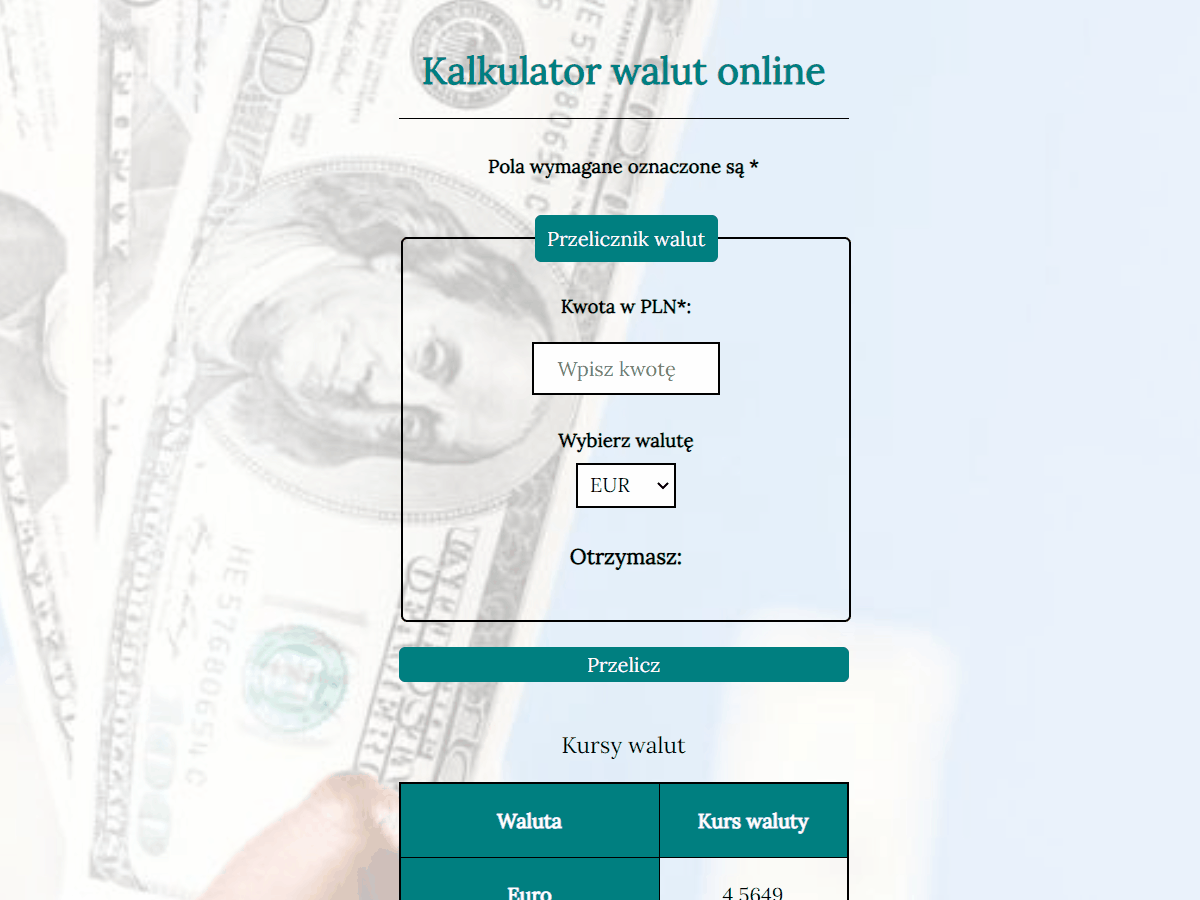 Kalkulator walut online
Pola wymagane oznaczone są *
Przelicznik walut
Kwota w PLN*:
Wpisz kwotę
Wybierz walutę
EUR
Otrzymasz:
Przelicz
Kursy walut
Waluta Kurs waluty
Euro 4.5649